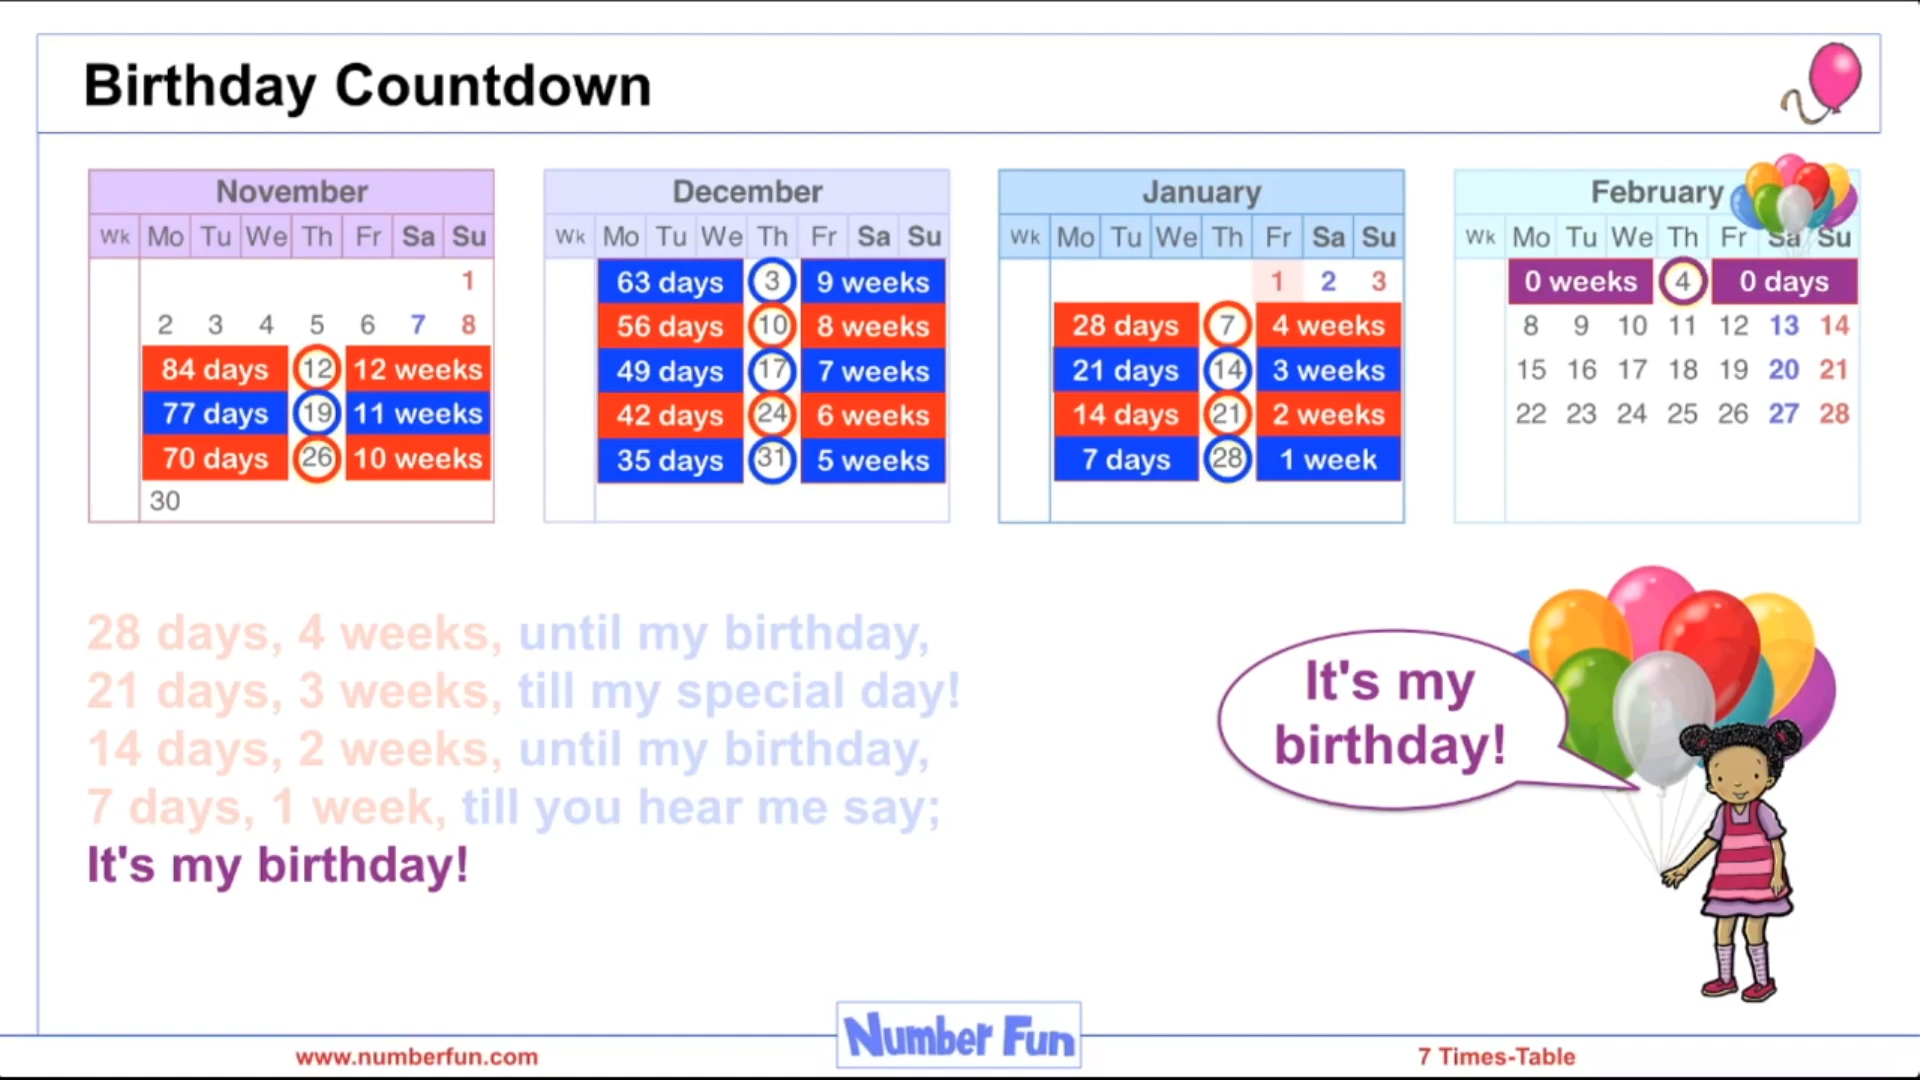 Birthday Countdown
November
Wk Mo Tu We Th Fr Sa Su
1
2 3 4 5 6 7 8
84 days 12 12 weeks
77 days 19 11 weeks
70 days 26 10 weeks
30
December
Wk Mo Tu We Th Fr Sa Su
63 days 3 9 weeks
56 days 10 8 weeks
49 days 17 7 weeks
42 days 24 6 weeks
35 days 31 5 weeks
January
Wk Mo Tu We Th Fr Sa Su
1 2 3
28 days 7 4 weeks
21 days 14 3 weeks
14 days 21 2 weeks
7 days 28 1 week
February
Wk Mo Tu We Th Fr Sa Su
0 weeks 4 0 days
8 9 10 11 12 13 14
15 16 17 18 19 20 21
22 23 24 25 26 27 28
28 days, 4 weeks, until my birthday,
21 days, 3 weeks, till my special day!
14 days, 2 weeks, until my birthday,
7 days, 1 week, till you hear me say;
It's my birthday!
It's my
birthday!
www.numberfun.com
Number Fun
7 Times-Table